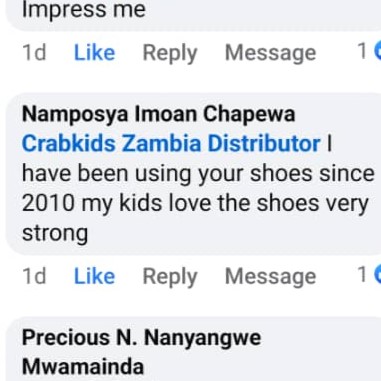 Impress me
1d Like Reply Message 1
Namposya Imoan Chapewa
Crabkids Zambia Distributor I
have been using your shoes since
2010 my kids love the shoes very
strong
1d Like Reply Message 1
Precious N. Nanyangwe
Mwamainda